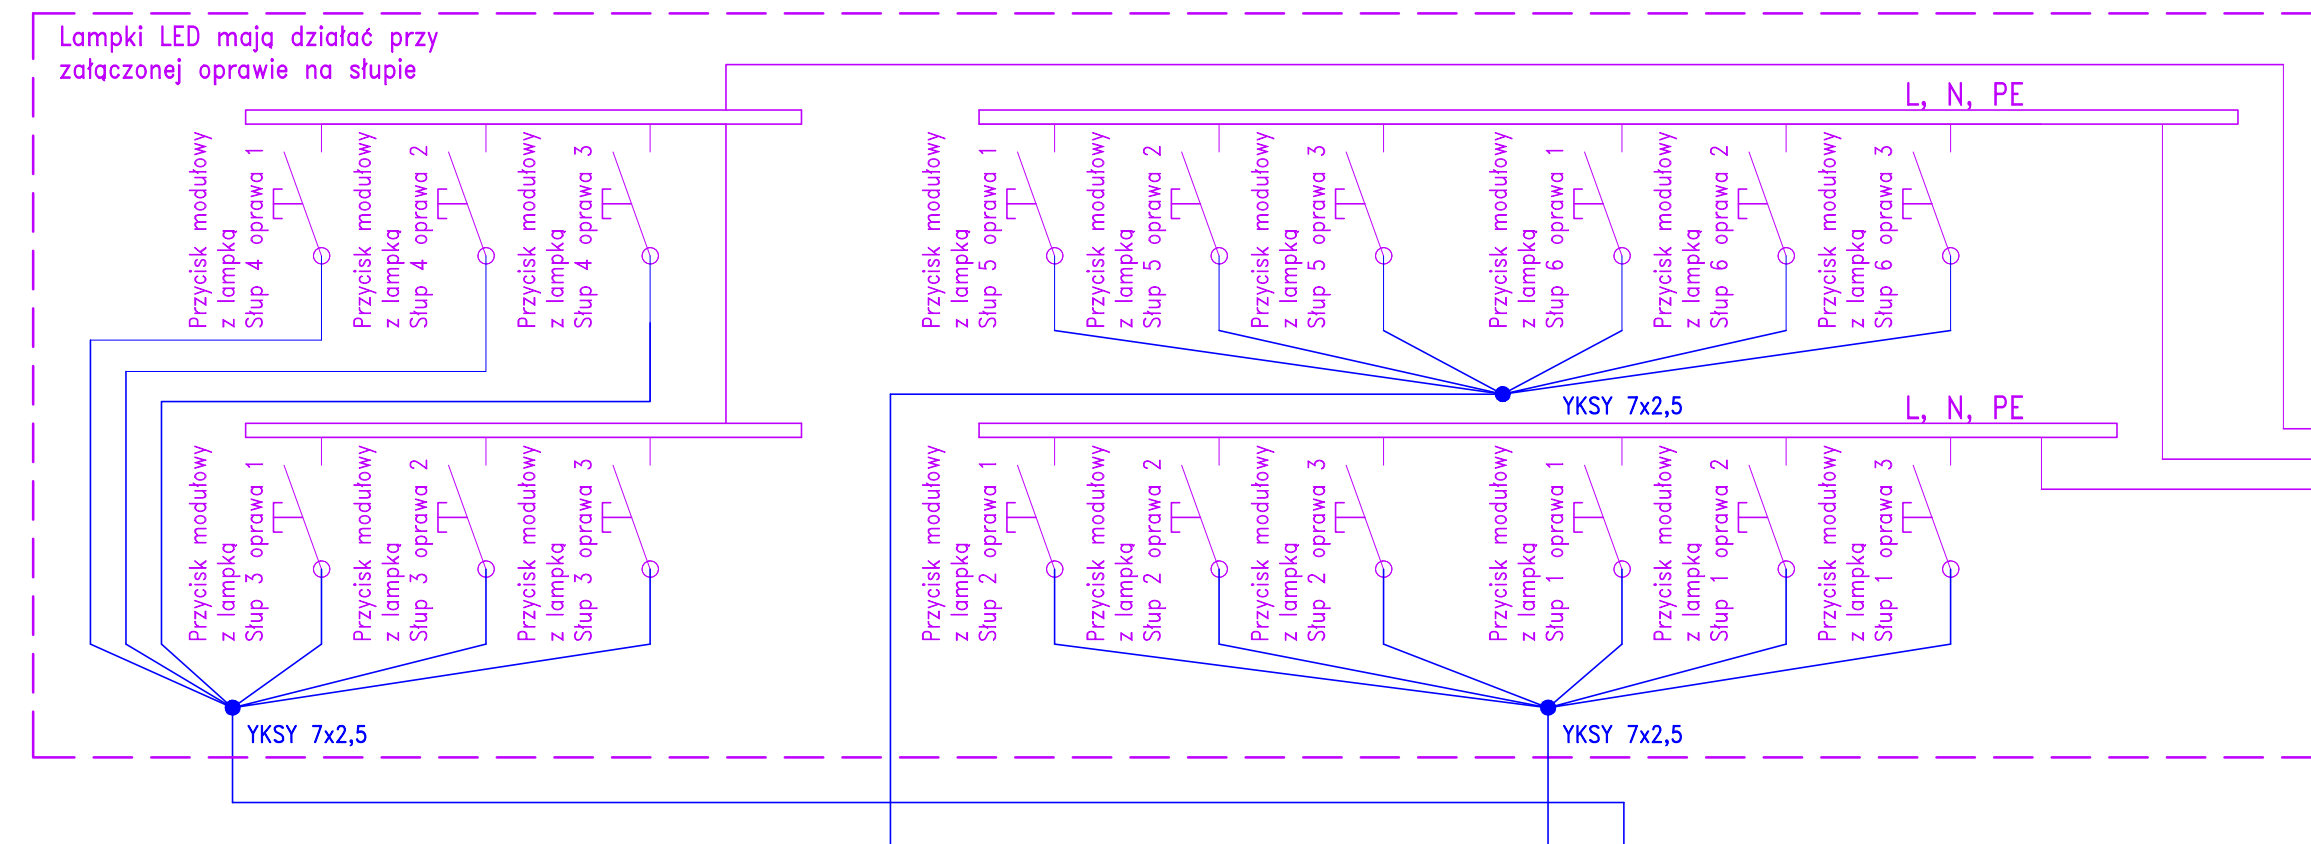 Lampki LED mają działać przy
załączonej oprawie na słupie
L, N, PE
Przycisk modułowy
z lampką
Słup 4 oprawa 1
Przycisk modułowy
z lampką
Słup 4 oprawa 2
Przycisk modułowy
z lampką
Słup 4 oprawa 3
Przycisk modułowy
z lampką
Słup 5 oprawa 1
Przycisk modułowy
z lampką
Słup 5 oprawa 2
Przycisk modułowy
z lampką
Słup 5 oprawa 3
Przycisk modułowy
z lampką
Słup 6 oprawa 1
Przycisk modułowy
z lampką
Słup 6 oprawa 2
Przycisk modułowy
z lampką
Słup 6 oprawa 3
YKSY 7x2,5
L, N, PE
Przycisk modułowy
z lampką
Słup 3 oprawa 1
Przycisk modułowy
z lampką
Słup 3 oprawa 2
Przycisk modułowy
z lampką
Słup 3 oprawa 3
Przycisk modułowy
z lampką
Słup 2 oprawa 1
Przycisk modułowy
z lampką
Słup 2 oprawa 2
Przycisk modułowy
z lampką
Słup 2 oprawa 3
Przycisk modułowy
z lampką
Słup 1 oprawa 1
Przycisk modułowy
z lampką
Słup 1 oprawa 2
Przycisk modułowy
z lampką
Słup 1 oprawa 3
YKSY 7x2,5
YKSY 7x2,5